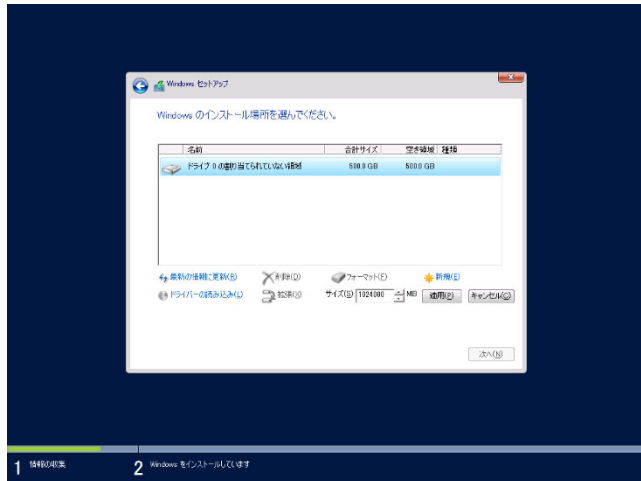 Windows セットアップ
Windows のインストール場所を選んでください。
名前 合計サイズ 空き領域 種類
ドライブ 0 の割り当てられていない領域 500.0 GB 500.0 GB
最新の情報に更新(R) 削除(D) フォーマット(F) 新規(E)
ドライバーの読み込み(L) 拡張(X) サイズ(S) 1024000 MB 適用(P) キャンセル(C)
次へ(N)
1 情報の収集 2 Windows をインストールしています